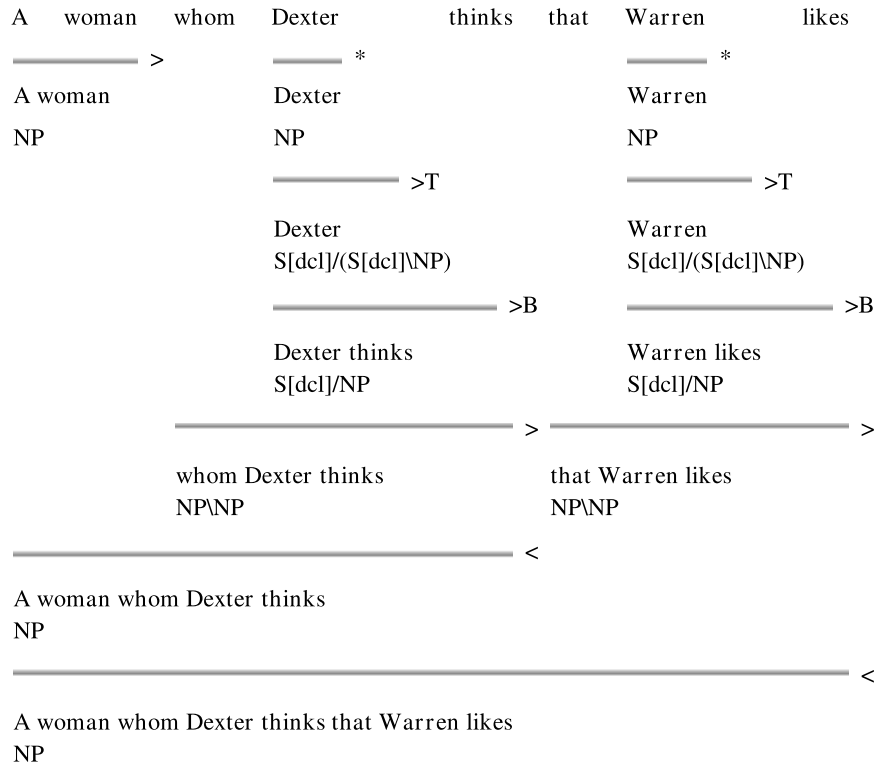 A woman whom Dexter thinks that Warren likes
> * *
A woman Dexter Warren
NP NP NP
>T >T
Dexter Warren
S[dcl]/(S[dcl]\NP) S[dcl]/(S[dcl]\NP)
>B >B
Dexter thinks Warren likes
S[dcl]/NP S[dcl]/NP
> >
whom Dexter thinks that Warren likes
NP\NP NP\NP
<
A woman whom Dexter thinks
NP
<
A woman whom Dexter thinks that Warren likes
NP